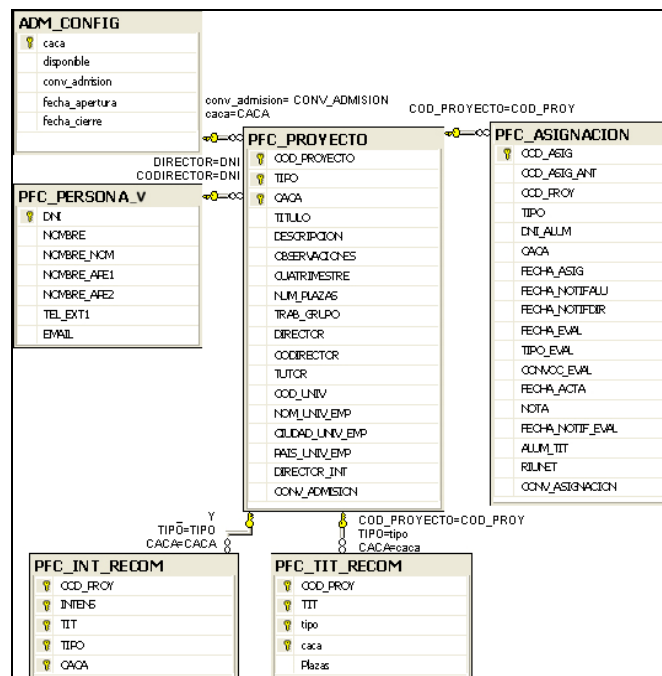 ADM_CONFIG
caca
disponible
conv_admision
fecha_apertura
fecha_cierre
conv_admision= CONV_ADMISION
caca=CACA
COD_PROYECTO=COD_PROY
DIRECTOR=DNI
CODIRECTOR=DNI
PFC_PERSONA_V
DNI
NOMBRE
NOMBRE_NOM
NOMBRE_APE1
NOMBRE_APE2
TEL_EXT1
EMAIL
PFC_PROYECTO
COD_PROYECTO
TIPO
CACA
TITULO
DESCRIPCION
OBSERVACIONES
CUATRIMESTRE
NUM_PLAZAS
TRAB_GRUPO
DIRECTOR
CODIRECTOR
TUTOR
COD_UNIV
NOM_UNIV_EMP
CIUDAD_UNIV_EMP
PAIS_UNIV_EMP
DIRECTOR_INT
CONV_ADMISION
PFC_ASIGNACION
COD_ASIG
COD_ASIG_ANT
COD_PROY
TIPO
DNI_ALUM
CACA
FECHA_ASIG
FECHA_NOTIFALU
FECHA_NOTIFDIR
FECHA_EVAL
TIPO_EVAL
CONVOC_EVAL
FECHA_ACTA
NOTA
FECHA_NOTIF_EVAL
ALUM_TIT
RIUNET
CONV_ASIGNACION
Y
TIPO=TIPO
CACA=CACA
COD_PROYECTO=COD_PROY
TIPO=tipo
CACA=caca
PFC_INT_RECOM
COD_PROY
INTENS
TIT
TIPO
CACA
PFC_TIT_RECOM
COD_PROY
TIT
tipo
caca
Plazas